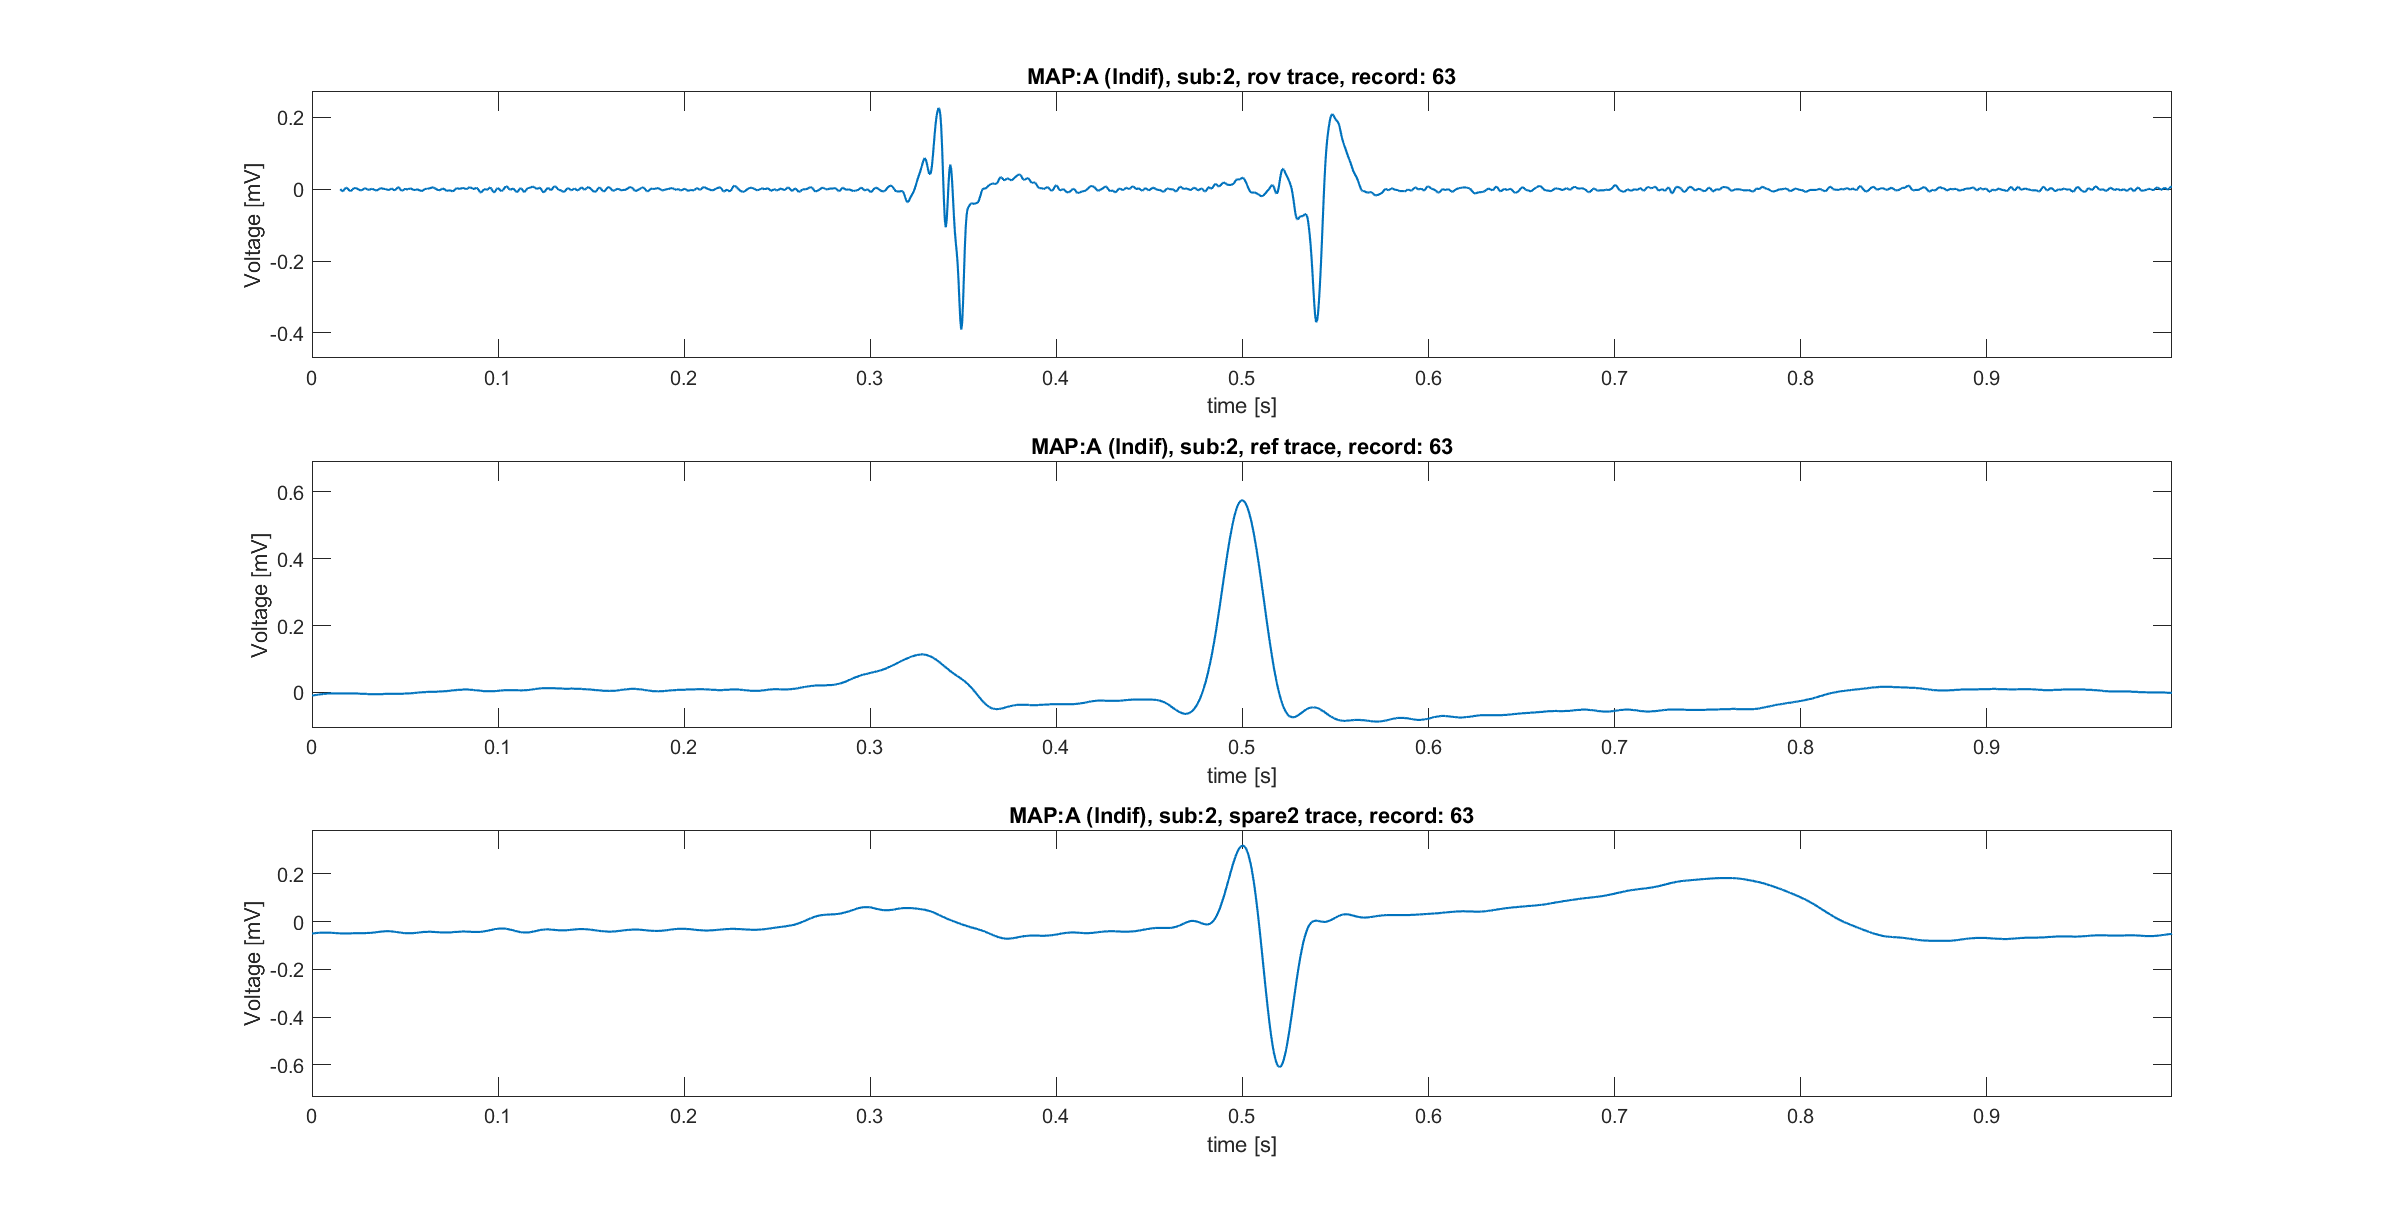 MAP:A (Indif), sub:2, rov trace, record: 63
Voltage [mV]
0.2
0
-0.2
-0.4
0 0.1 0.2 0.3 0.4 0.5 0.6 0.7 0.8 0.9
time [s]
MAP:A (Indif), sub:2, ref trace, record: 63
Voltage [mV]
0.6
0.4
0.2
0
0 0.1 0.2 0.3 0.4 0.5 0.6 0.7 0.8 0.9
time [s]
MAP:A (Indif), sub:2, spare2 trace, record: 63
Voltage [mV]
0.2
0
-0.2
-0.4
-0.6
0 0.1 0.2 0.3 0.4 0.5 0.6 0.7 0.8 0.9
time [s]